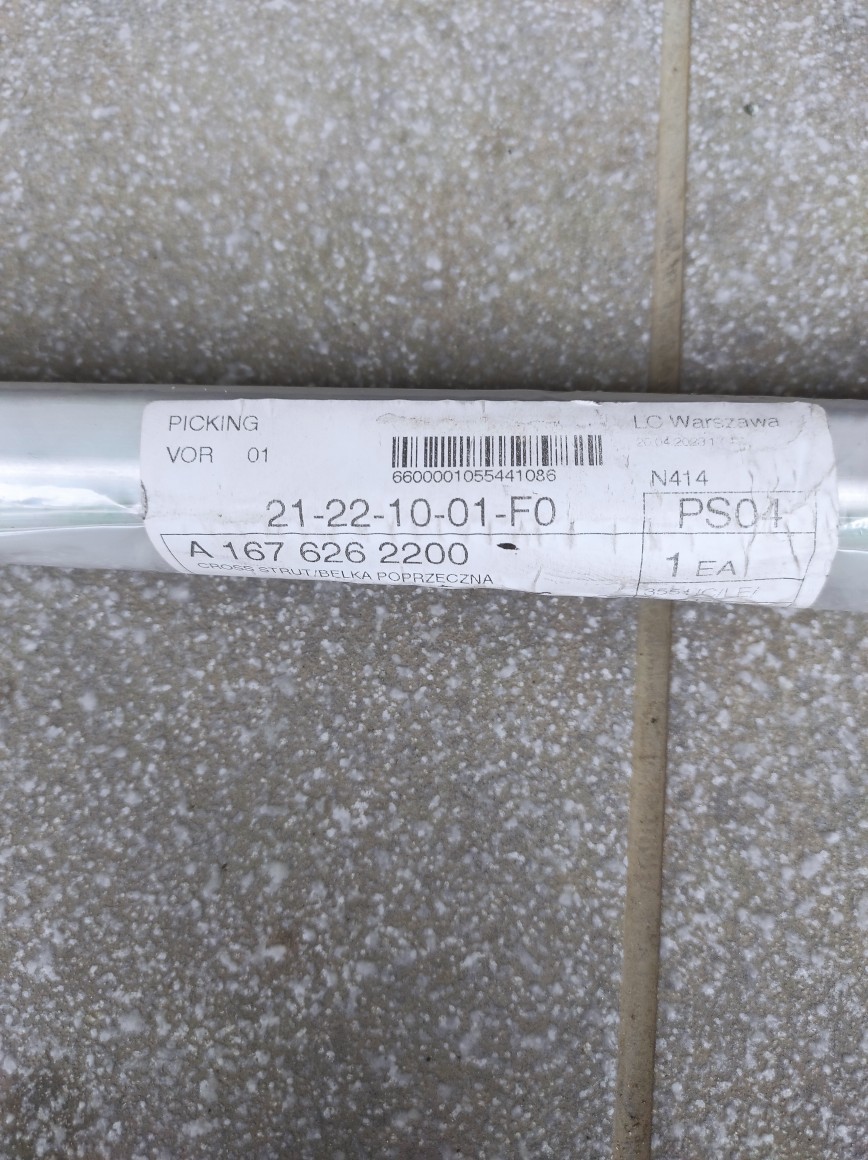 PICKING
LC Warszawa
VOR 01
6600001055441086
N414
21-22-10-01-F0
PS04
A 167 626 2200
1 EA
CROSS STRUT/BELKA POPRZECZNA